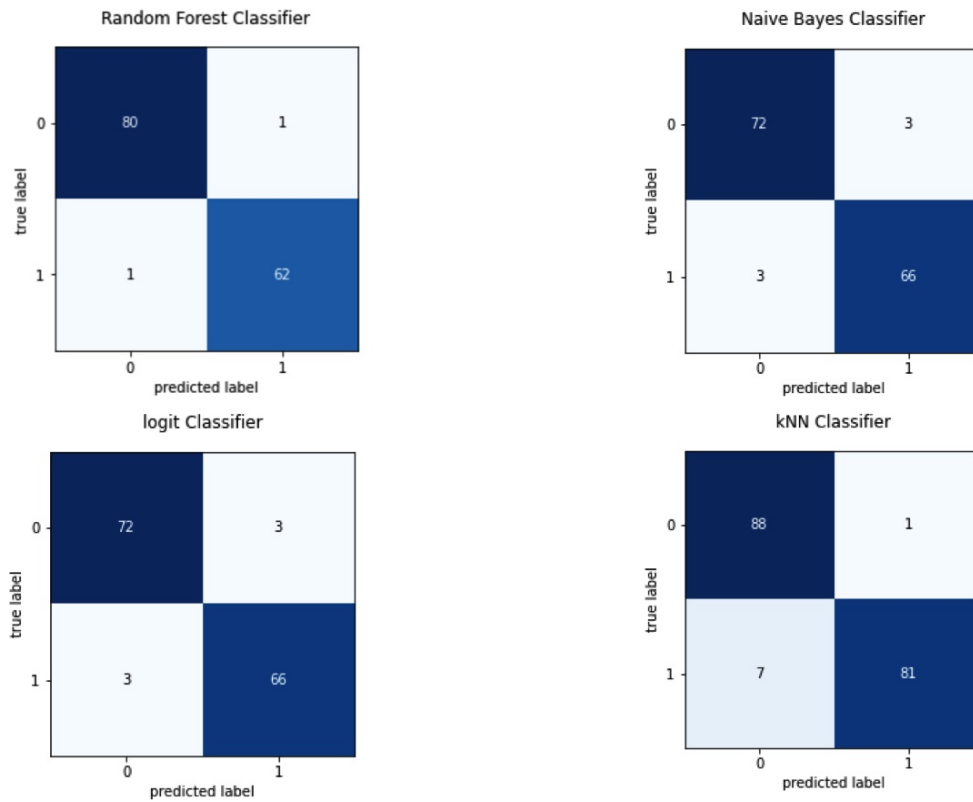 Random Forest Classifier
0
80
1
true label
1
1
62
0
1
predicted label
Naive Bayes Classifier
0
72
3
true label
1
3
66
0
1
predicted label
logit Classifier
0
72
3
true label
1
3
66
0
1
predicted label
kNN Classifier
0
88
1
true label
1
7
81
0
1
predicted label